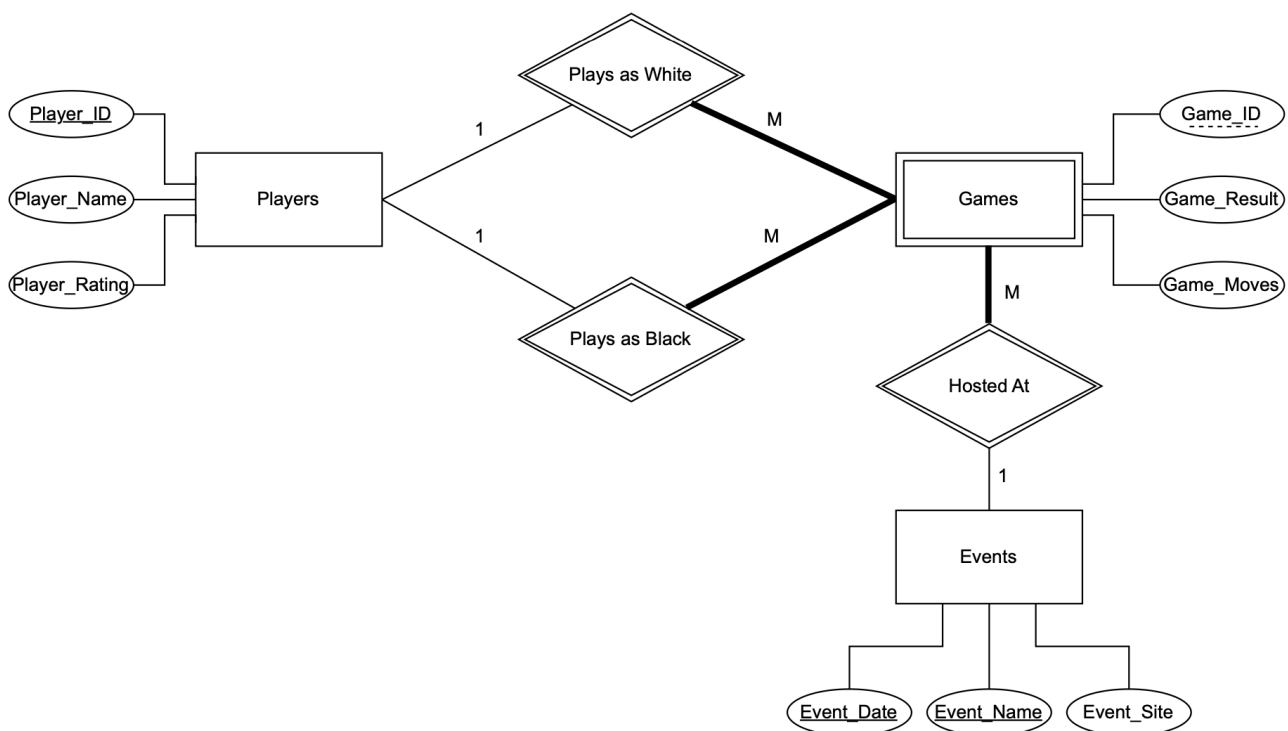 Plays as White
Player_ID
1
M
Game_ID
Player_Name
Players
Games
Game_Result
1
M
Player_Rating
Game_Moves
M
Plays as Black
Hosted At
1
Events
Event_Date
Event_Name
Event_Site